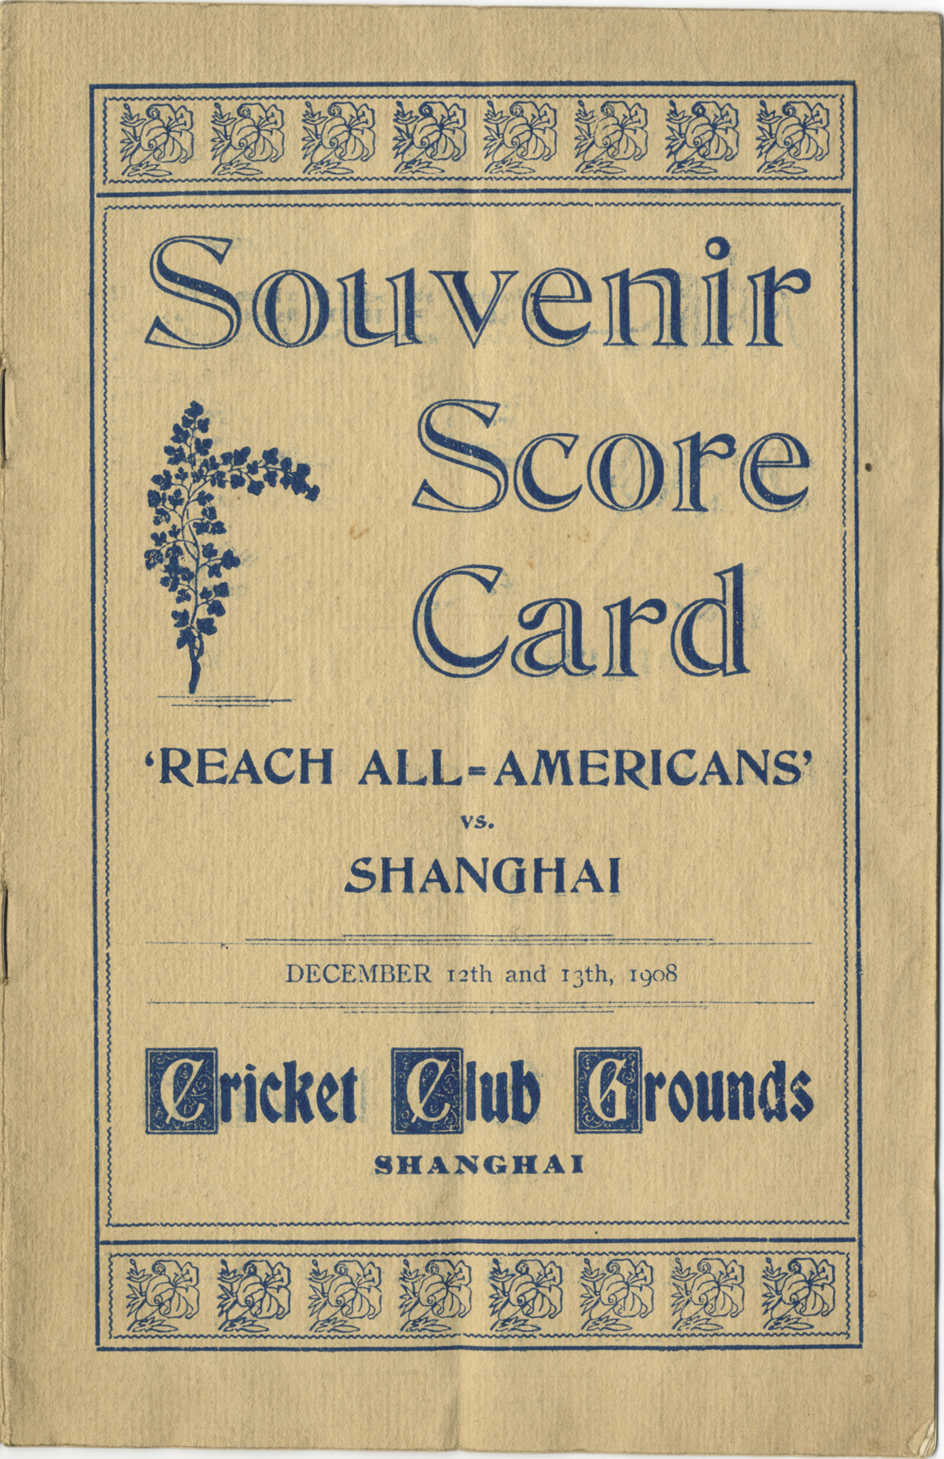 Souvenir
Score
Card
‘REACH ALL-AMERICANS’
vs.
SHANGHAI
DECEMBER 12th and 13th, 1908
Cricket Club Grounds
SHANGHAI